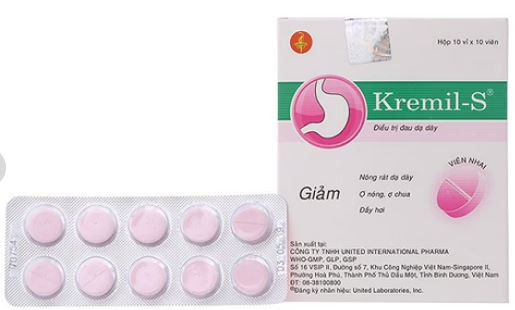 Hộp 10 vỉ x 10 viên
Kremil-S®
Điều trị đau dạ dày
VIÊN NHAI
Giảm
Nóng rát dạ dày
Ợ nóng, ợ chua
Đầy hơi
Sản xuất tại:
CÔNG TY TNHH UNITED INTERNATIONAL PHARMA
WHO-GMP, GLP, GSP
Số 16 VSIP II, Đường số 7, Khu Công Nghiệp Việt Nam-Singapore II,
Phường Hoà Phú, Thành Phố Thủ Dầu Một, Tỉnh Bình Dương, Việt Nam
ĐT: 08-38100800
®Đăng ký nhãn hiệu: United Laboratories, Inc.